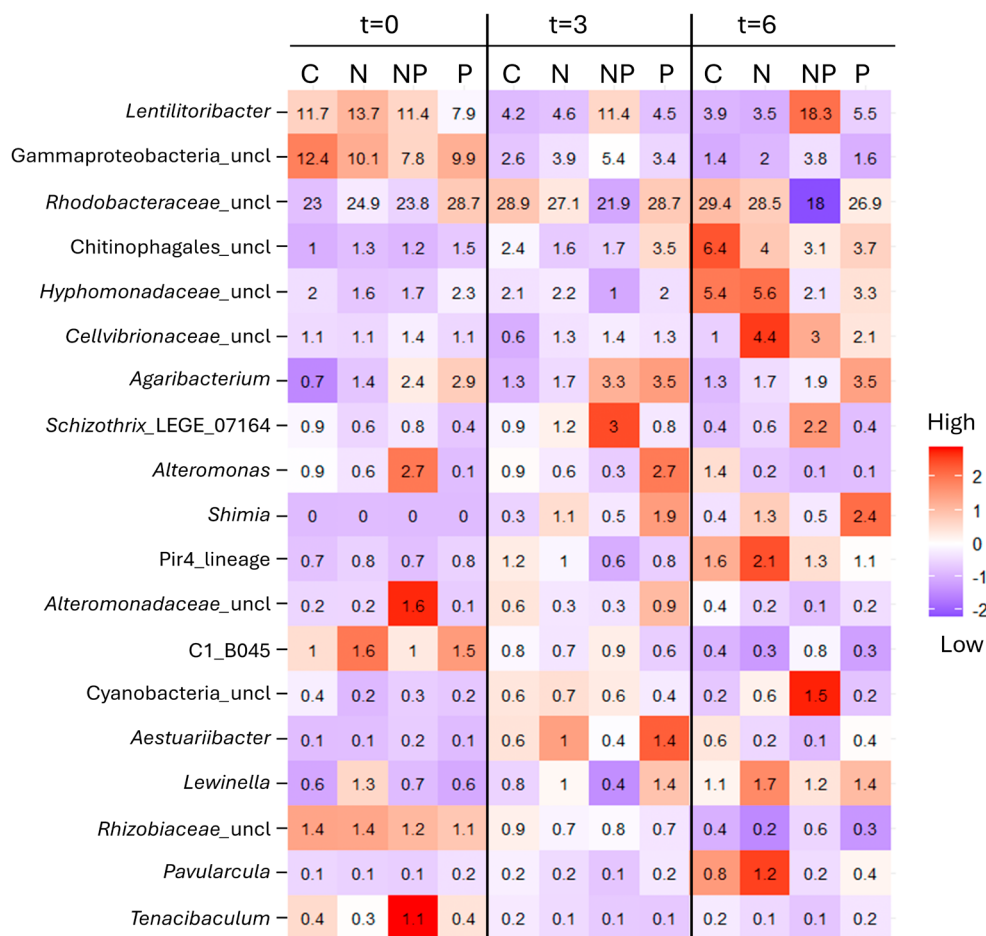 t=0 t=3 t=6
C N NP P C N NP P C N NP P
Lentilitoribacter 11.7 13.7 11.4 7.9 4.2 4.6 11.4 4.5 3.9 3.5 18.3 5.5
Gammaproteobacteria_uncl 12.4 10.1 7.8 9.9 2.6 3.9 5.4 3.4 1.4 2 3.8 1.6
Rhodobacteraceae_uncl 23 24.9 23.8 28.7 28.9 27.1 21.9 28.7 29.4 28.5 18 26.9
Chitinophagales_uncl 1 1.3 1.2 1.5 2.4 1.6 1.7 3.5 6.4 4 3.1 3.7
Hyphomonadaceae_uncl 2 1.6 1.7 2.3 2.1 2.2 1 2 5.4 5.6 2.1 3.3
Cellvibrionaceae_uncl 1.1 1.1 1.4 1.1 0.6 1.3 1.4 1.3 1 4.4 3 2.1
Agaribacterium 0.7 1.4 2.4 2.9 1.3 1.7 3.3 3.5 1.3 1.7 1.9 3.5
Schizothrix_LEGE_07164 0.9 0.6 0.8 0.4 0.9 1.2 3 0.8 0.4 0.6 2.2 0.4
Alteromonas 0.9 0.6 2.7 0.1 0.9 0.6 0.3 2.7 1.4 0.2 0.1 0.1
Shimia 0 0 0 0 0.3 1.1 0.5 1.9 0.4 1.3 0.5 2.4
Pir4_lineage 0.7 0.8 0.7 0.8 1.2 1 0.6 0.8 1.6 2.1 1.3 1.1
Alteromonadaceae_uncl 0.2 0.2 1.6 0.1 0.6 0.3 0.3 0.9 0.4 0.2 0.1 0.2
C1_B045 1 1.6 1 1.5 0.8 0.7 0.9 0.6 0.4 0.3 0.8 0.3
Cyanobacteria_uncl 0.4 0.2 0.3 0.2 0.6 0.7 0.6 0.4 0.2 0.6 1.5 0.2
Aestuariibacter 0.1 0.1 0.2 0.1 0.6 1 0.4 1.4 0.6 0.2 0.1 0.4
Lewinella 0.6 1.3 0.7 0.6 0.8 1 0.4 1.4 1.1 1.7 1.2 1.4
Rhizobiaceae_uncl 1.4 1.4 1.2 1.1 0.9 0.7 0.8 0.7 0.4 0.2 0.6 0.3
Pavularcula 0.1 0.1 0.1 0.2 0.2 0.2 0.1 0.2 0.8 1.2 0.2 0.4
Tenacibaculum 0.4 0.3 1.1 0.4 0.2 0.1 0.1 0.1 0.2 0.1 0.1 0.2
High
2
1
0
-1
-2
Low